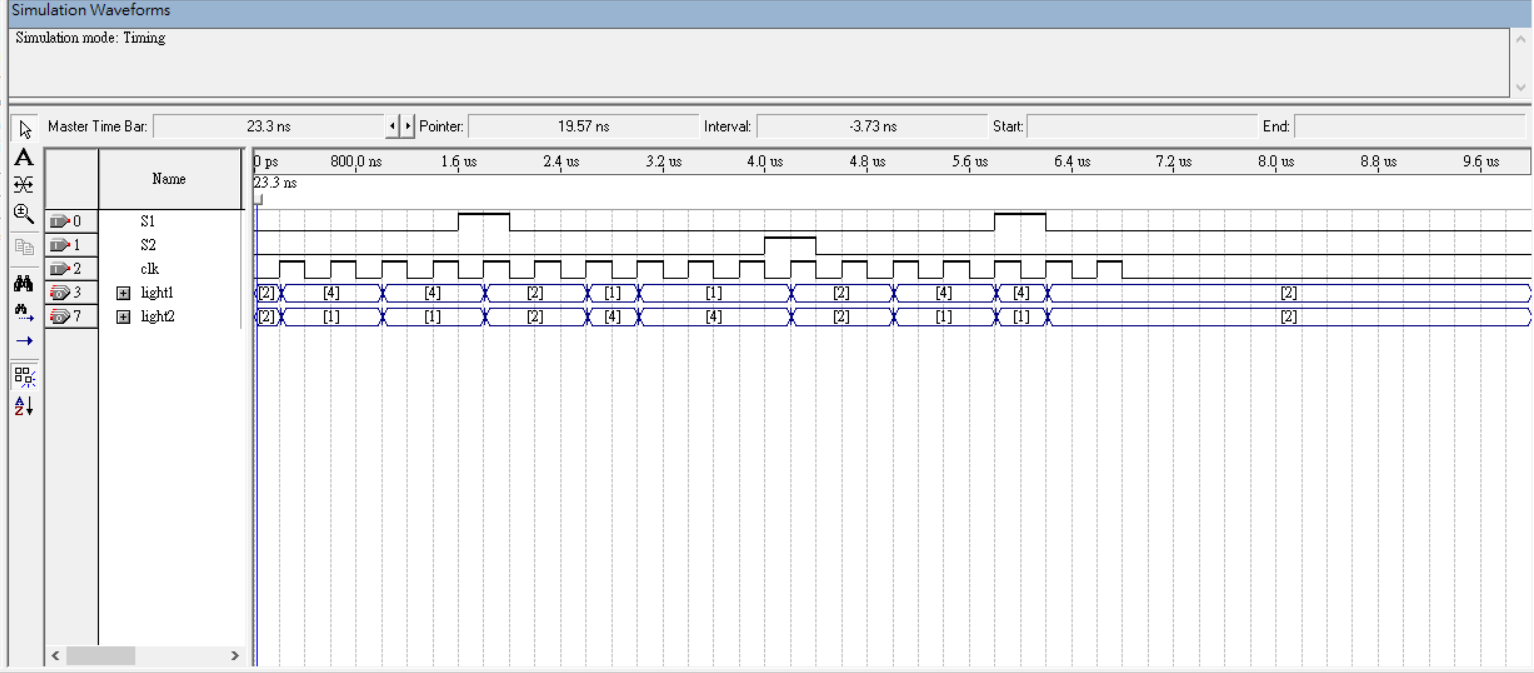 Simulation Waveforms
Simulation mode: Timing
Master Time Bar: 23.3 ns Pointer: 19.57 ns Interval: -3.73 ns Start: End:
Name
0 ps 800.0 ns 1.6 us 2.4 us 3.2 us 4.0 us 4.8 us 5.6 us 6.4 us 7.2 us 8.0 us 8.8 us 9.6 us
23.3 ns
0 S1
1 S2
2 clk
3 light1 [2] [4] [4] [2] [1] [1] [2] [4] [4] [2]
7 light2 [2] [1] [1] [2] [4] [4] [2] [1] [1] [2]